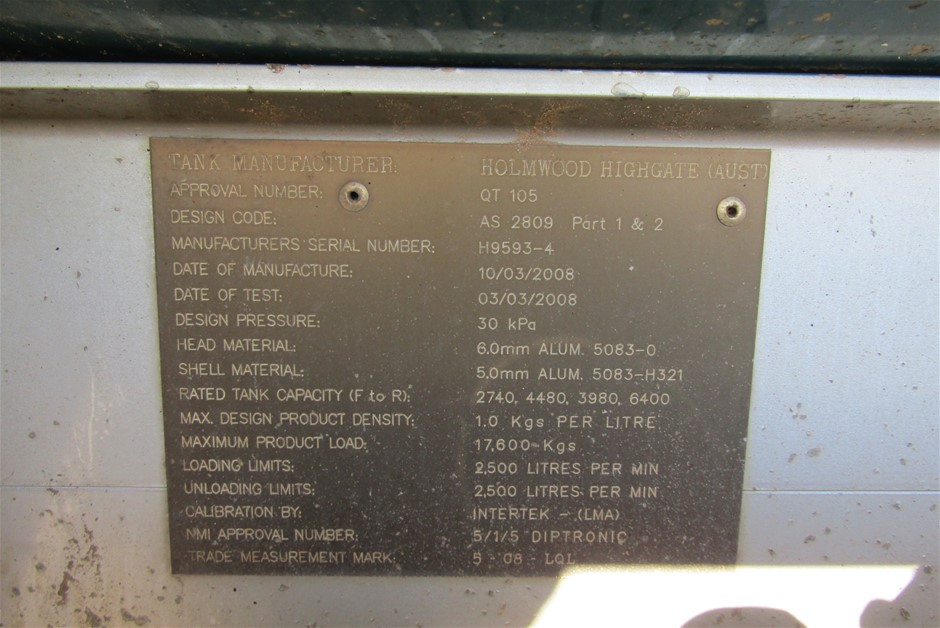 TANK MANUFACTURER. HOLMWOOD HIGHGATE (AUST)
APPROVAL NUMBER: QT 105
DESIGN CODE: AS 2809 Part 1 & 2
MANUFACTURERS SERIAL NUMBER: H9593-4
DATE OF MANUFACTURE: 10/03/2008
DATE OF TEST: 03/03/2008
DESIGN PRESSURE: 30 kPa
HEAD MATERIAL: 6.0mm ALUM. 5083-0
SHELL MATERIAL: 5.0mm ALUM. 5083-H321
RATED TANK CAPACITY (F to R): 2740, 4480, 3980, 6400
MAX. DESIGN PRODUCT DENSITY: 1.0 Kgs PER LITRE
MAXIMUM PRODUCT LOAD: 17,600 Kgs
LOADING LIMITS: 2,500 LITRES PER MIN
UNLOADING LIMITS: 2,500 LITRES PER MIN
CALIBRATION BY: INTERTEK - (LMA)
NMI APPROVAL NUMBER: 5/1/5 DIPTRONIC
TRADE MEASUREMENT MARK: 5 - C8 - LQL